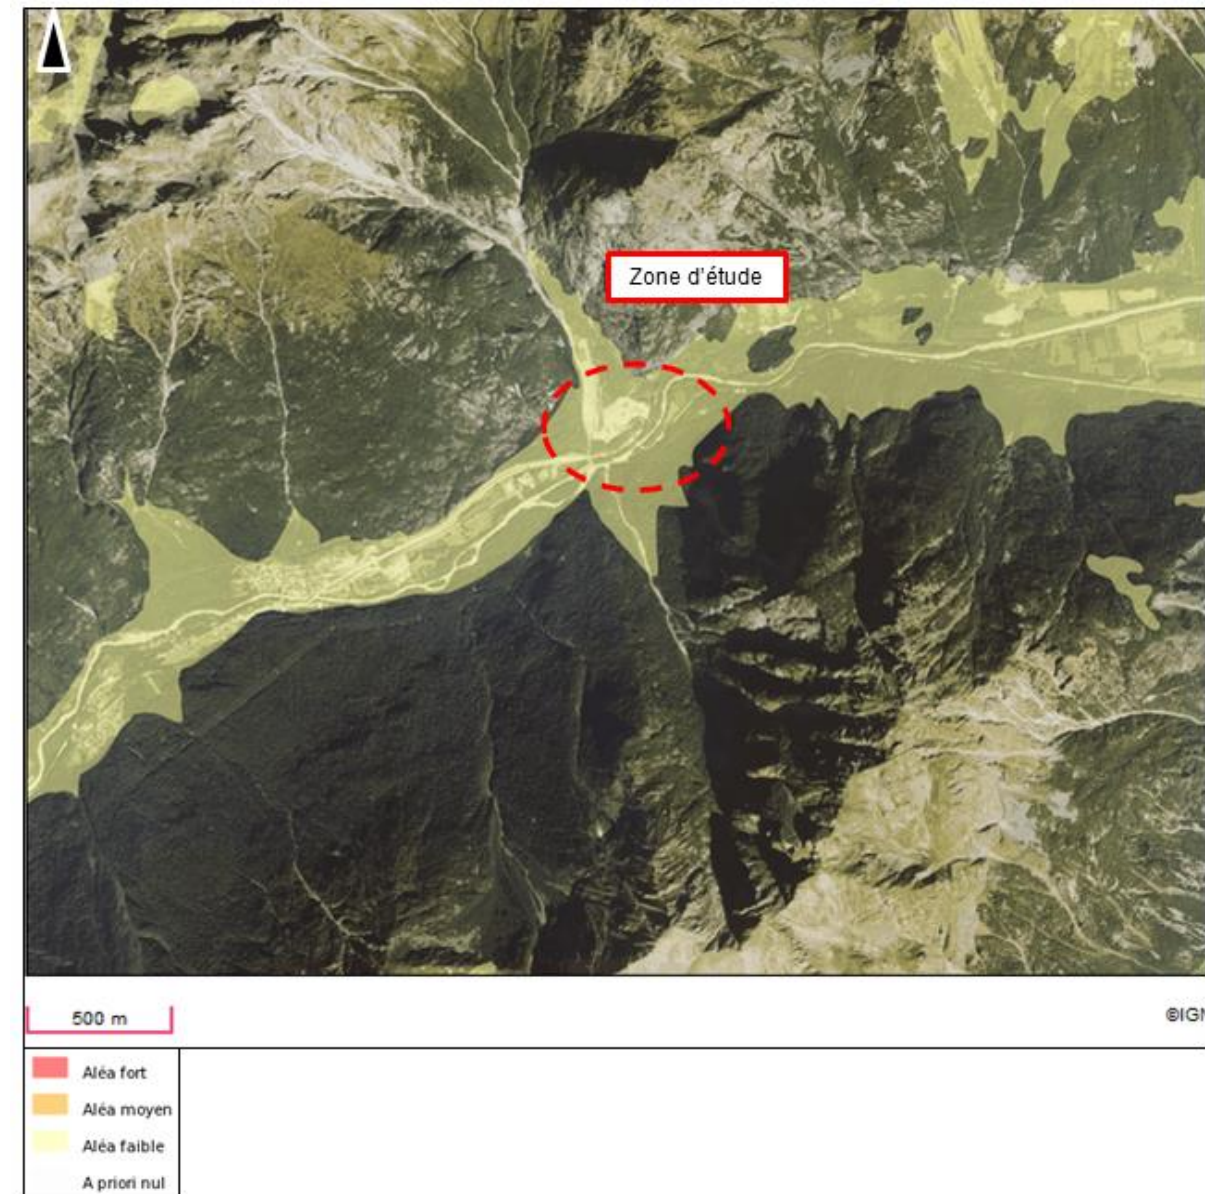 Zone d'étude
500 m
©IGN
Aléa fort
Aléa moyen
Aléa faible
A priori nul